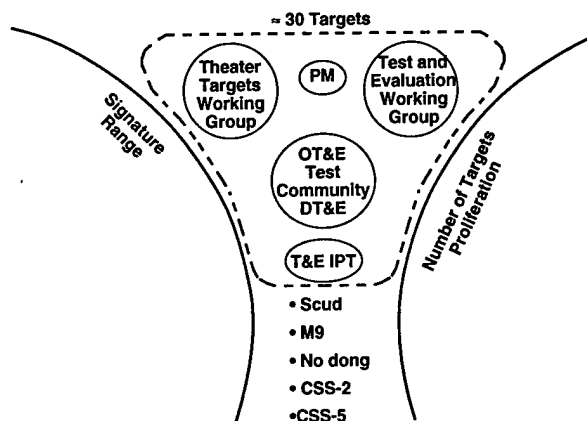 ≈ 30 Targets
Theater
Targets
Working
Group
PM
Test and
Evaluation
Working
Group
Signature
Range
OT&E
Test
Community
DT&E
Number of Targets
Proliferation
T&E IPT
• Scud
• M9
• No dong
• CSS-2
•CSS-5